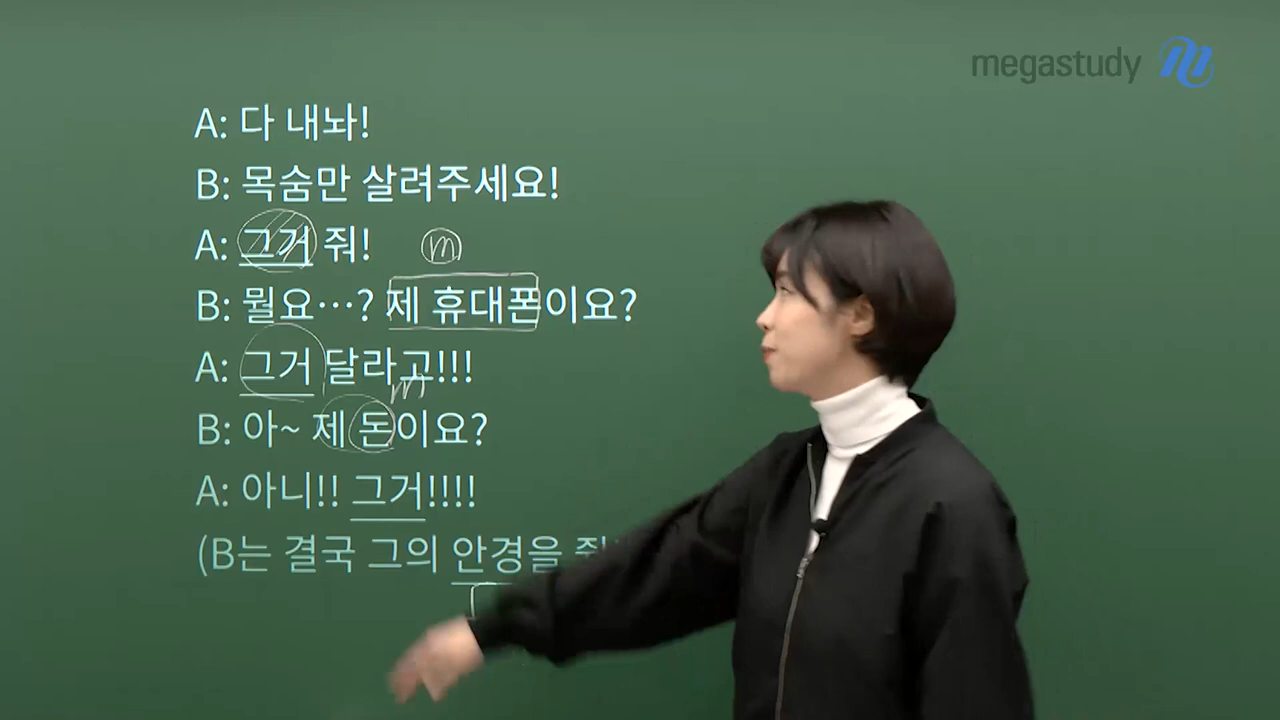 megastudy
A: 다 내놔!
B: 목숨만 살려주세요!
A: 그거 줘!
m
B: 뭘요…? 제 휴대폰이요?
A: 그거 달라고!!!
m
B: 아~ 제 돈이요?
A: 아니!! 그거!!!!
(B는 결국 그의 안경을